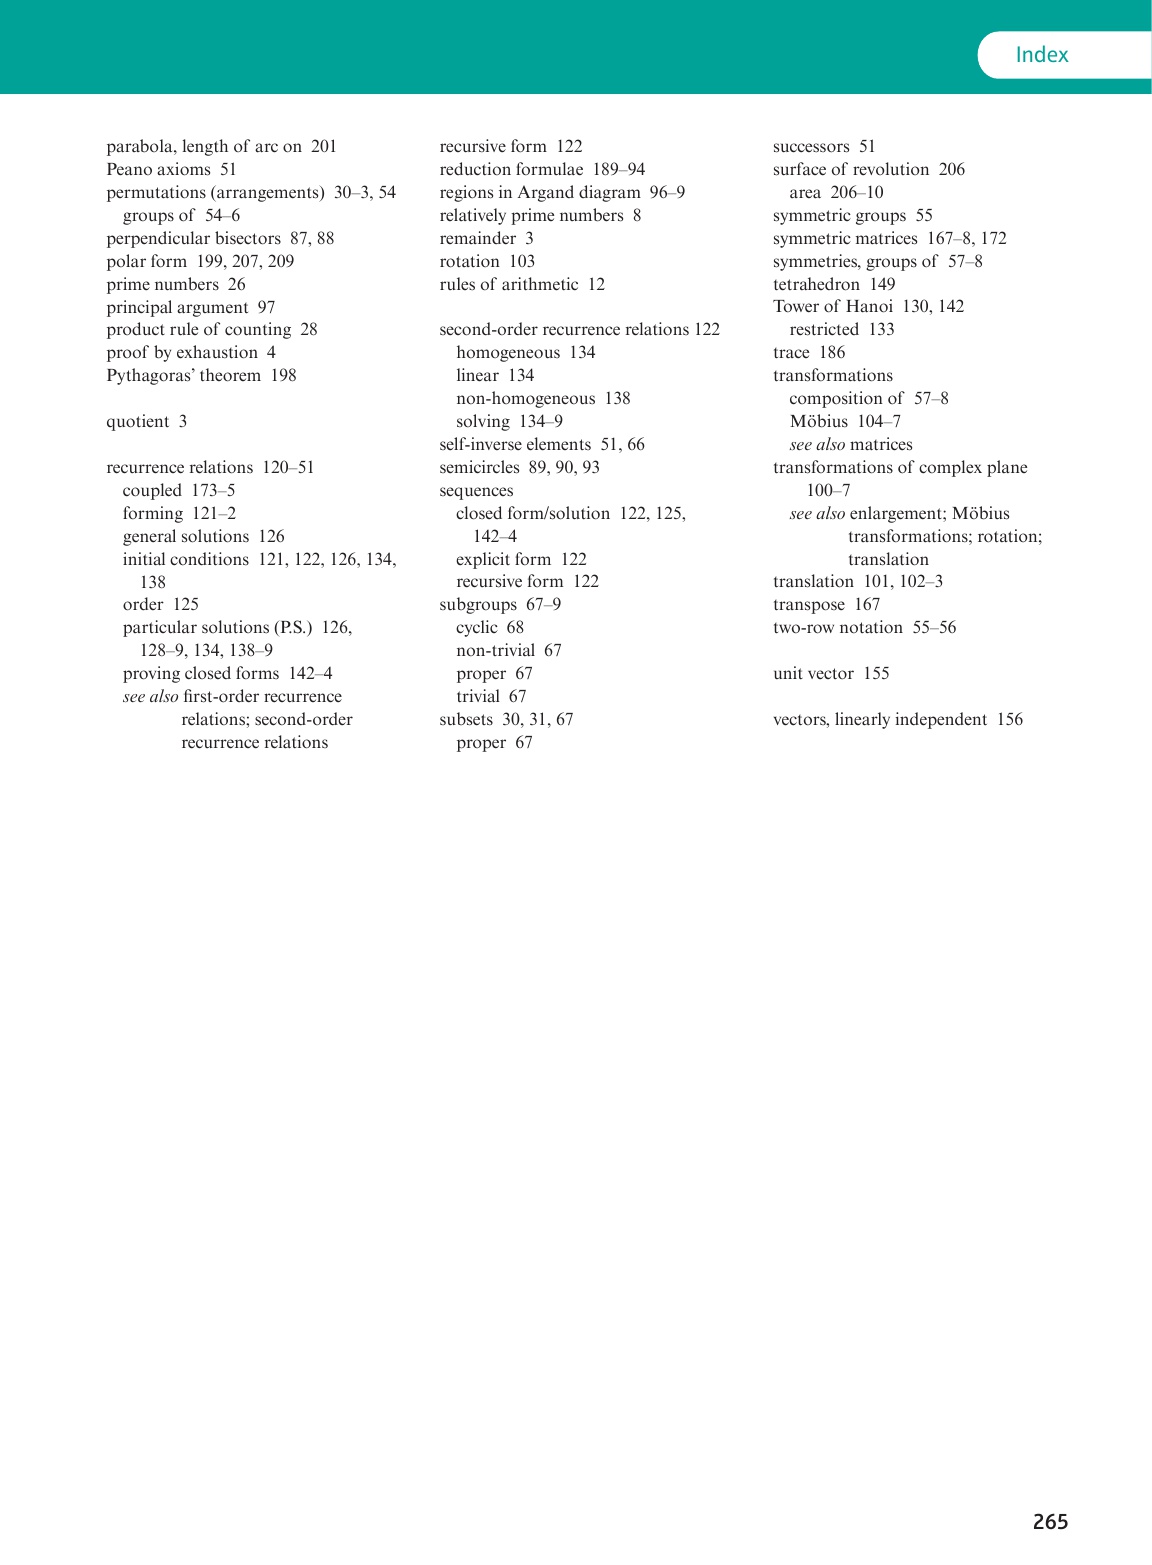 Index
parabola, length of arc on 201
Peano axioms 51
permutations (arrangements) 30–3, 54
groups of 54–6
perpendicular bisectors 87, 88
polar form 199, 207, 209
prime numbers 26
principal argument 97
product rule of counting 28
proof by exhaustion 4
Pythagoras’ theorem 198
quotient 3
recurrence relations 120–51
coupled 173–5
forming 121–2
general solutions 126
initial conditions 121, 122, 126, 134,
138
order 125
particular solutions (P.S.) 126,
128–9, 134, 138–9
proving closed forms 142–4
see also first-order recurrence
relations; second-order
recurrence relations
recursive form 122
reduction formulae 189–94
regions in Argand diagram 96–9
relatively prime numbers 8
remainder 3
rotation 103
rules of arithmetic 12
second-order recurrence relations 122
homogeneous 134
linear 134
non-homogeneous 138
solving 134–9
self-inverse elements 51, 66
semicircles 89, 90, 93
sequences
closed form/solution 122, 125,
142–4
explicit form 122
recursive form 122
subgroups 67–9
cyclic 68
non-trivial 67
proper 67
trivial 67
subsets 30, 31, 67
proper 67
successors 51
surface of revolution 206
area 206–10
symmetric groups 55
symmetric matrices 167–8, 172
symmetries, groups of 57–8
tetrahedron 149
Tower of Hanoi 130, 142
restricted 133
trace 186
transformations
composition of 57–8
Möbius 104–7
see also matrices
transformations of complex plane
100–7
see also enlargement; Möbius
transformations; rotation;
translation
translation 101, 102–3
transpose 167
two-row notation 55–56
unit vector 155
vectors, linearly independent 156
265